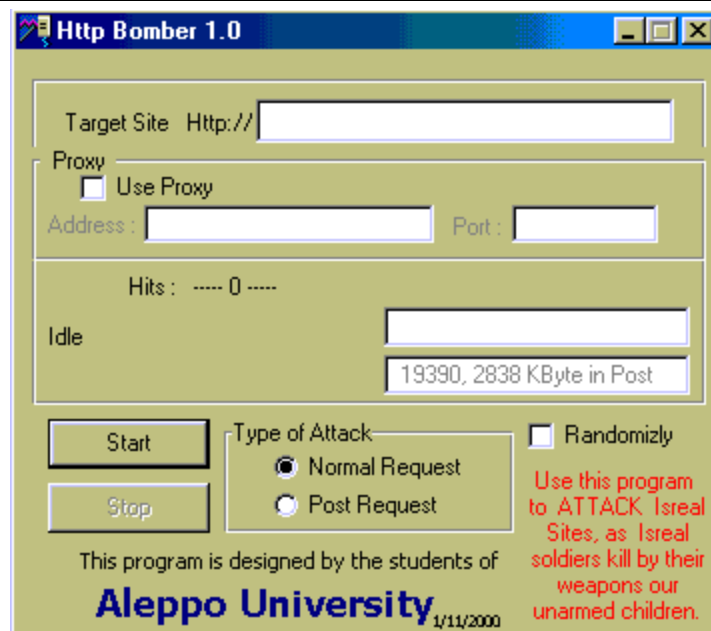 Http Bomber 1.0
Target Site Http://
Proxy
Use Proxy
Address :
Port :
Hits : ----- 0 -----
Idle
19390, 2838 KByte in Post
Start
Stop
Type of Attack
Normal Request
Post Request
Randomizly
Use this program
to ATTACK Isreal
Sites, as Isreal
soldiers kill by their
weapons our
unarmed children.
This program is designed by the students of
Aleppo University 1/11/2000